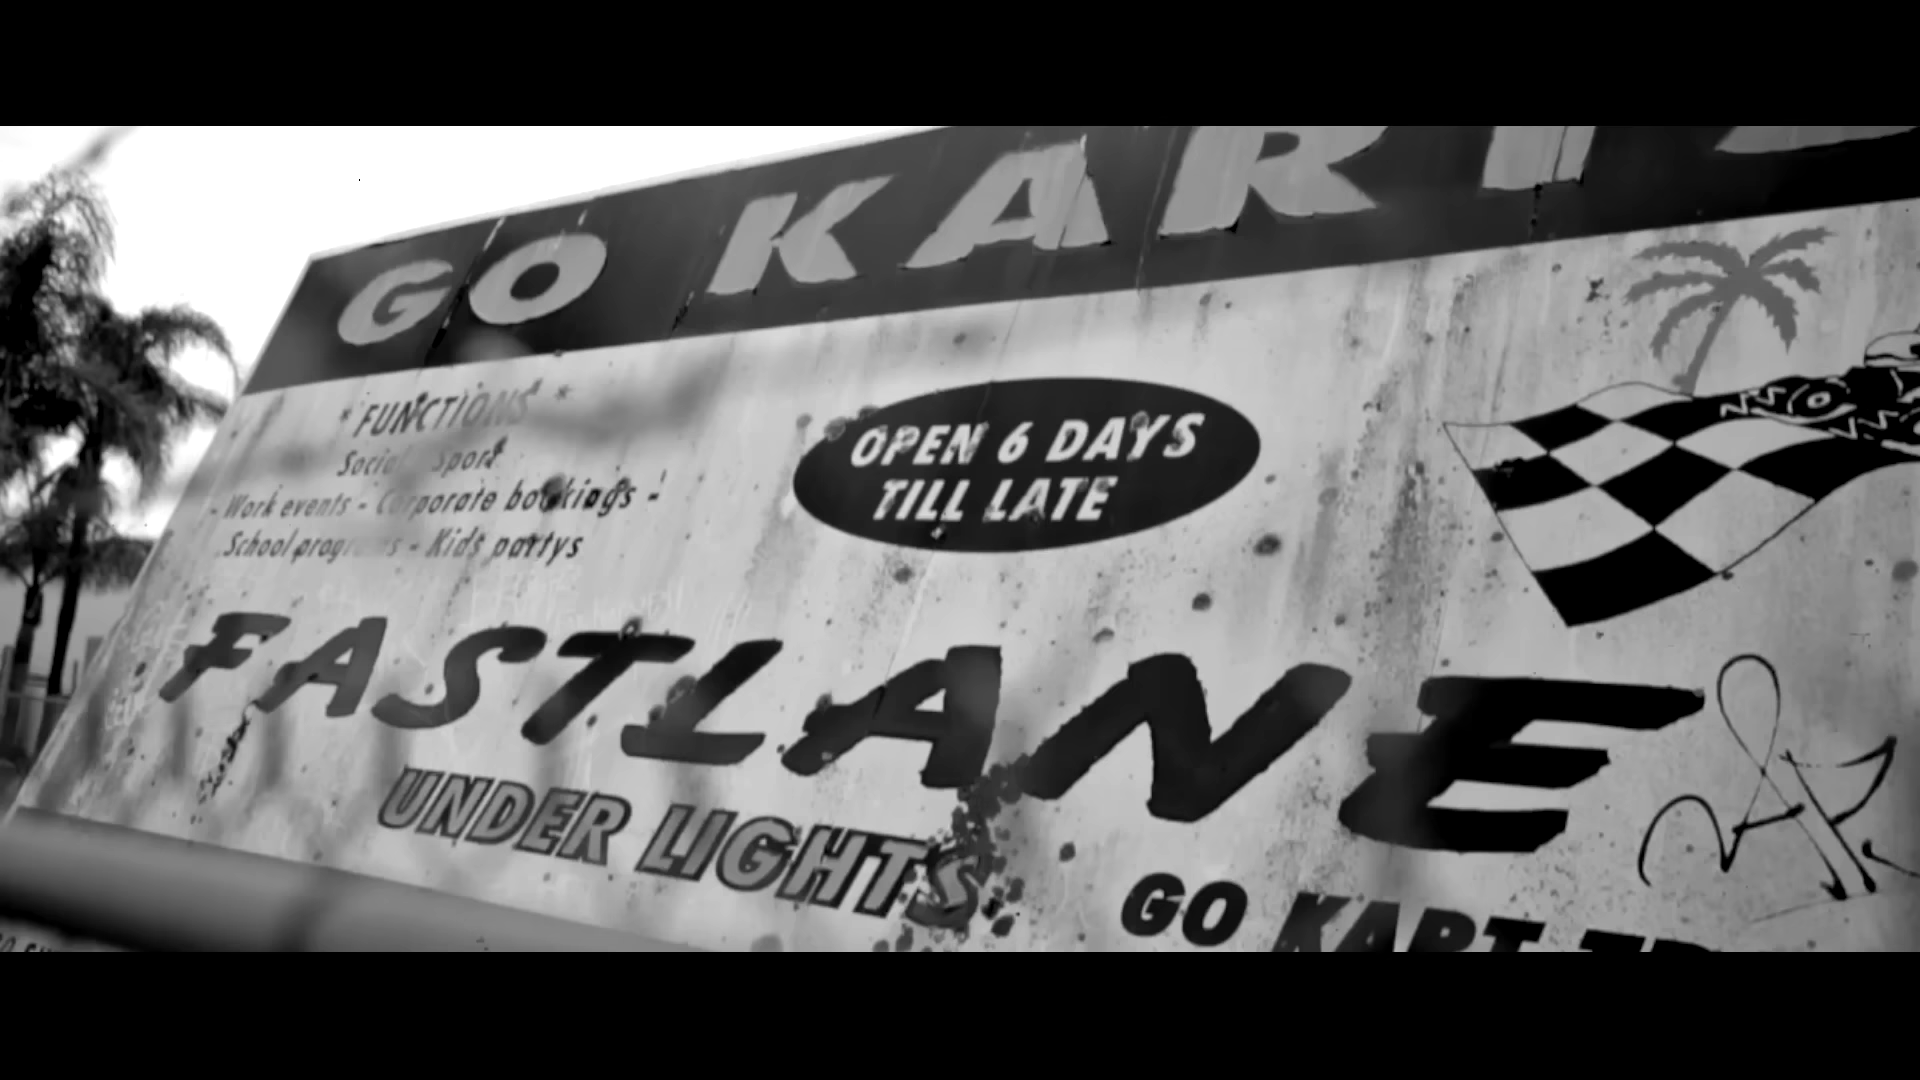 GO KARTS
* FUNCTIONS *
Social Sport
- Work events - Corporate bookings -
School programs - Kids partys
OPEN 6 DAYS
TILL LATE
FASTLANE
UNDER LIGHTS
GO KART